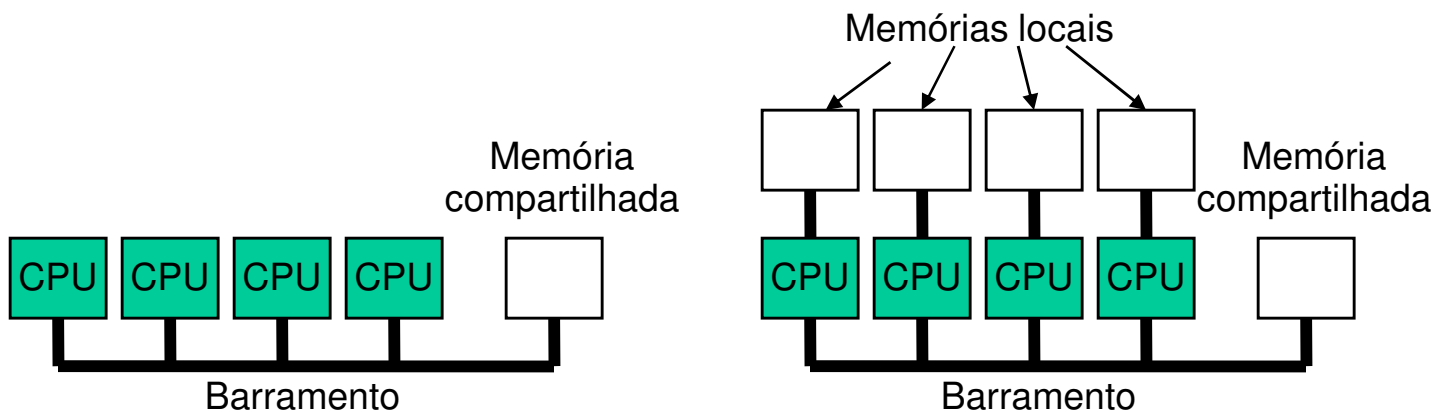 Memória
compartilhada
CPU CPU CPU CPU
Barramento
Memórias locais
Memória
compartilhada
CPU CPU CPU CPU
Barramento